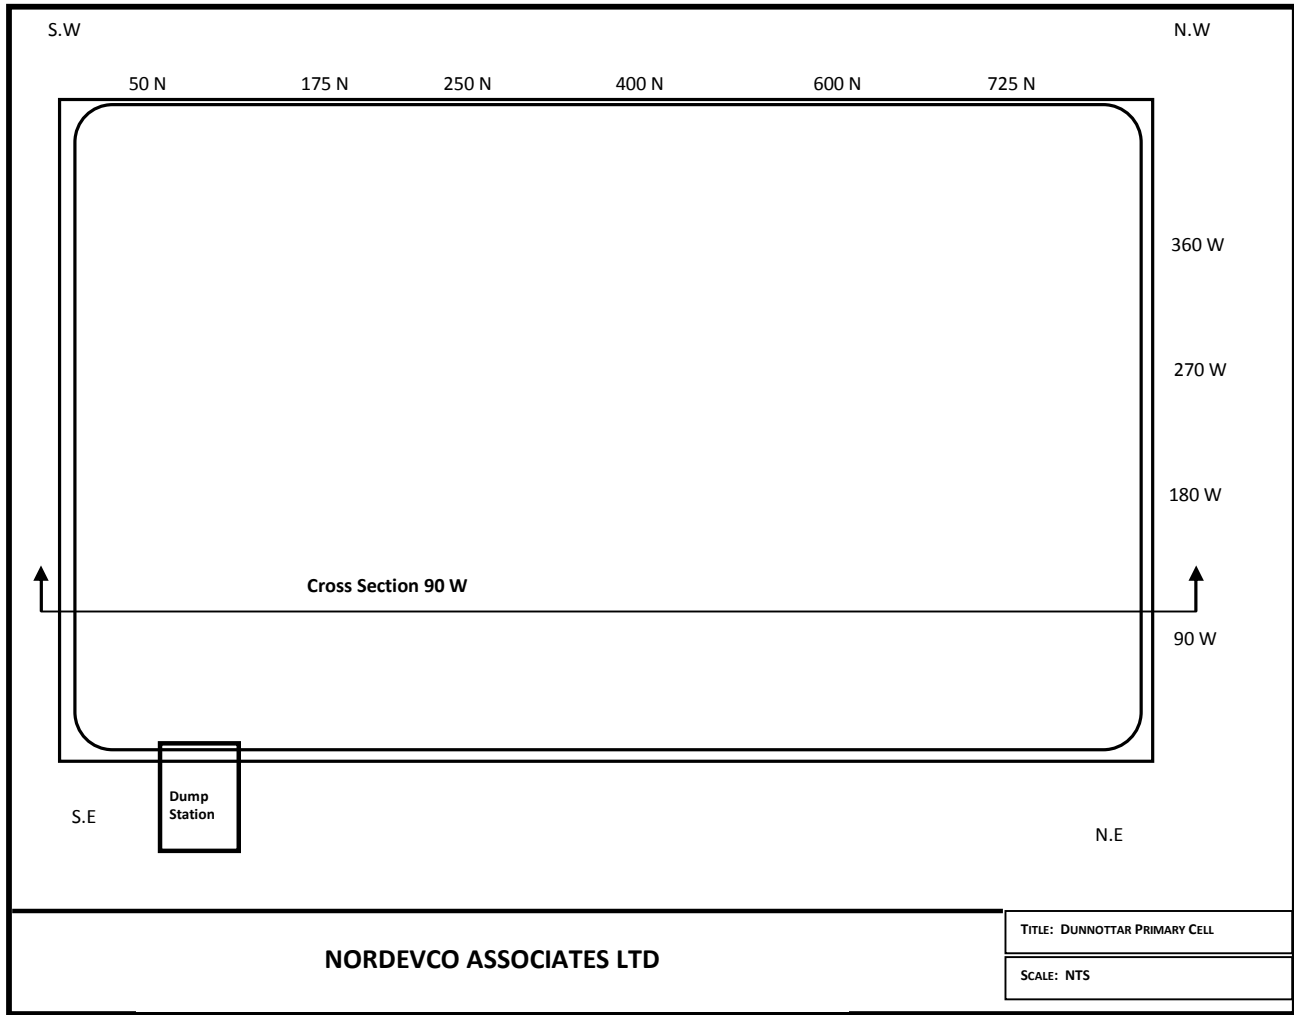 S.W
N.W
50 N 175 N 250 N 400 N 600 N 725 N
360 W
270 W
180 W
Cross Section 90 W
90 W
Dump
Station
S.E
N.E
NORDEVCO ASSOCIATES LTD
TITLE: DUNNOTTAR PRIMARY CELL
SCALE: NTS